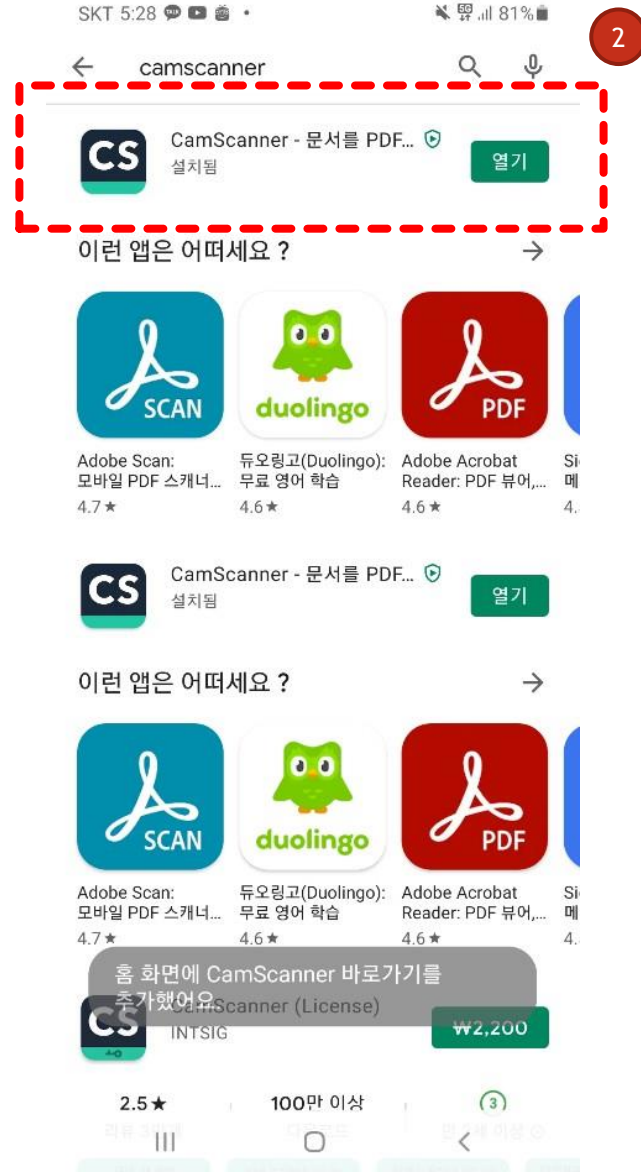 SKT 5:28
81%
2
camscanner
CS
CamScanner - 문서를 PDF...
설치됨
열기
이런 앱은 어떠세요 ?
SCAN
duolingo
PDF
Adobe Scan:
모바일 PDF 스캐너...
4.7★
듀오링고(Duolingo):
무료 영어 학습
4.6★
Adobe Acrobat
Reader: PDF 뷰어,...
4.6★
CS
CamScanner - 문서를 PDF...
설치됨
열기
이런 앱은 어떠세요 ?
SCAN
duolingo
PDF
Adobe Scan:
모바일 PDF 스캐너...
4.7★
듀오링고(Duolingo):
무료 영어 학습
4.6★
Adobe Acrobat
Reader: PDF 뷰어,...
4.6★
홈 화면에 CamScanner 바로가기를
추가했어요.
CS
CamScanner (License)
INTSIG
₩2,200
2.5★
100만 이상
3